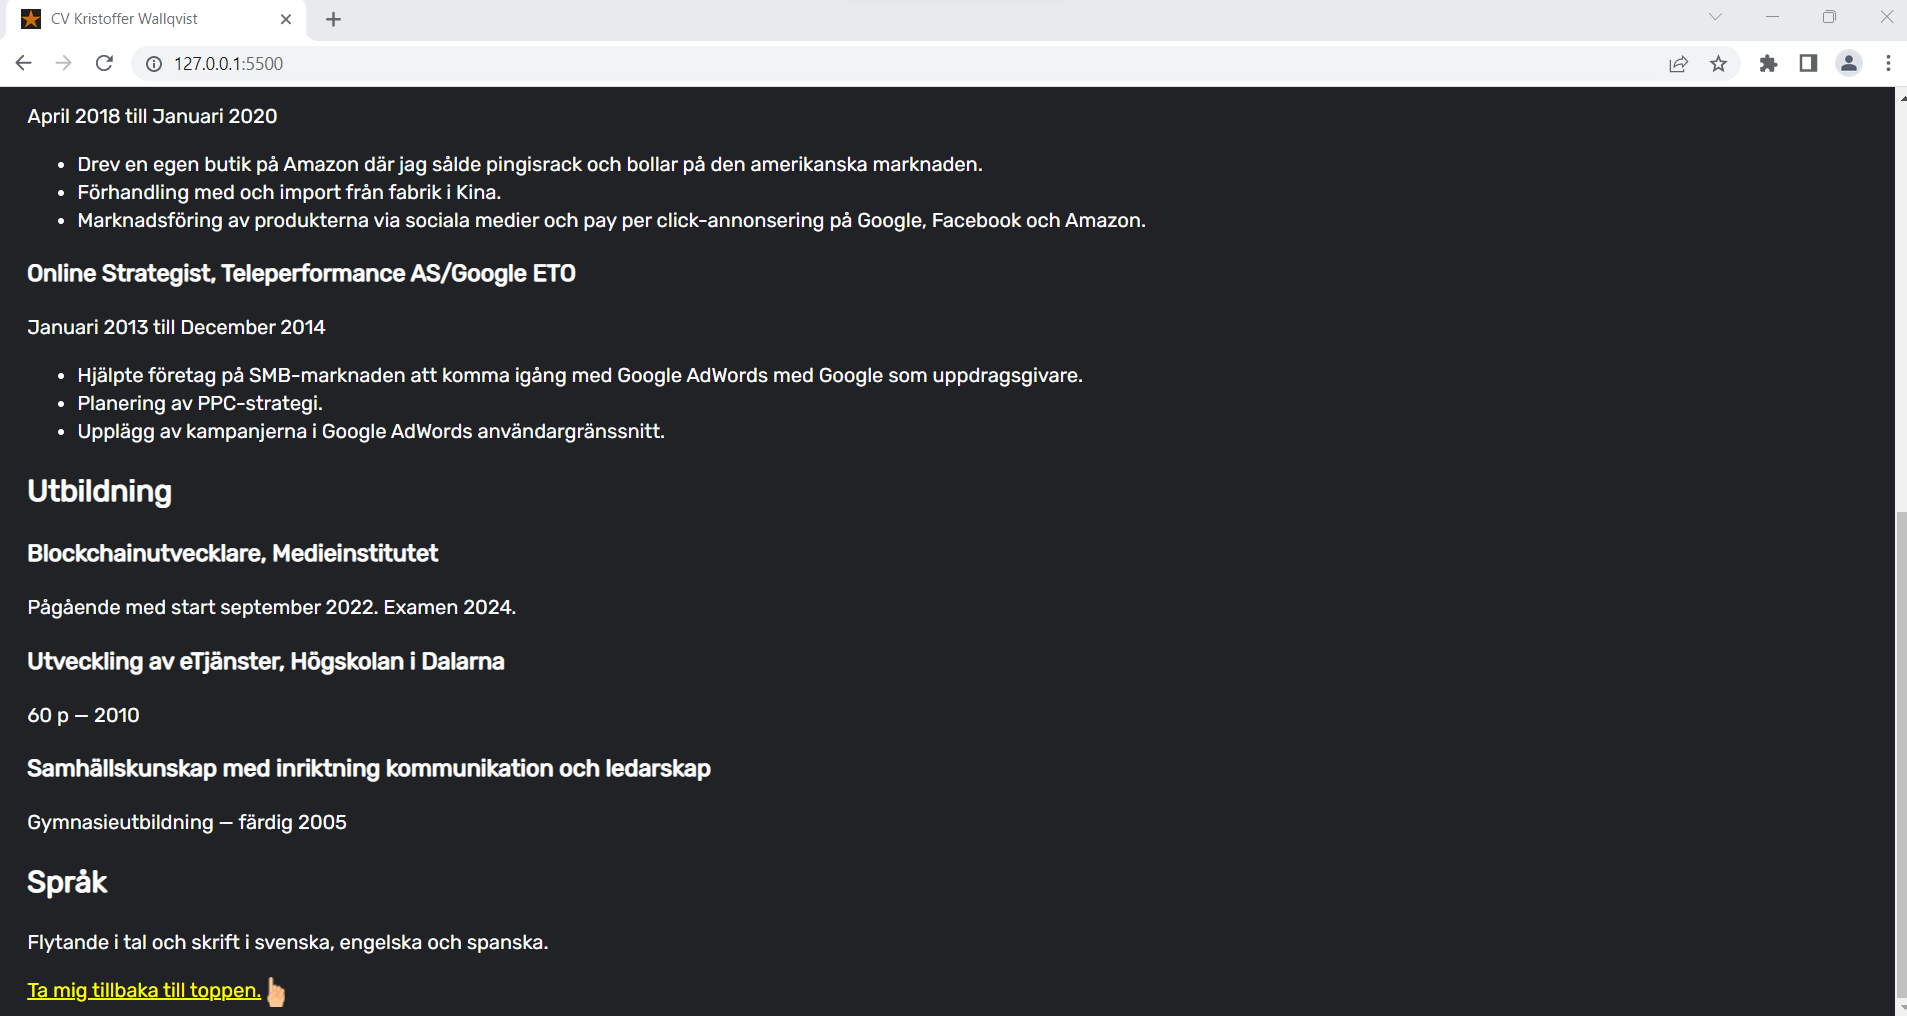 CV Kristoffer Wallqvist
127.0.0.1:5500
April 2018 till Januari 2020
• Drev en egen butik på Amazon där jag sålde pingisrack och bollar på den amerikanska marknaden.
• Förhandling med och import från fabrik i Kina.
• Marknadsföring av produkterna via sociala medier och pay per click-annonsering på Google, Facebook och Amazon.
Online Strategist, Teleperformance AS/Google ETO
Januari 2013 till December 2014
• Hjälpte företag på SMB-marknaden att komma igång med Google AdWords med Google som uppdragsgivare.
• Planering av PPC-strategi.
• Upplägg av kampanjerna i Google AdWords användargränssnitt.
Utbildning
Blockchainutvecklare, Medieinstitutet
Pågående med start september 2022. Examen 2024.
Utveckling av eTjänster, Högskolan i Dalarna
60 p — 2010
Samhällskunskap med inriktning kommunikation och ledarskap
Gymnasieutbildning — färdig 2005
Språk
Flytande i tal och skrift i svenska, engelska och spanska.
Ta mig tillbaka till toppen.